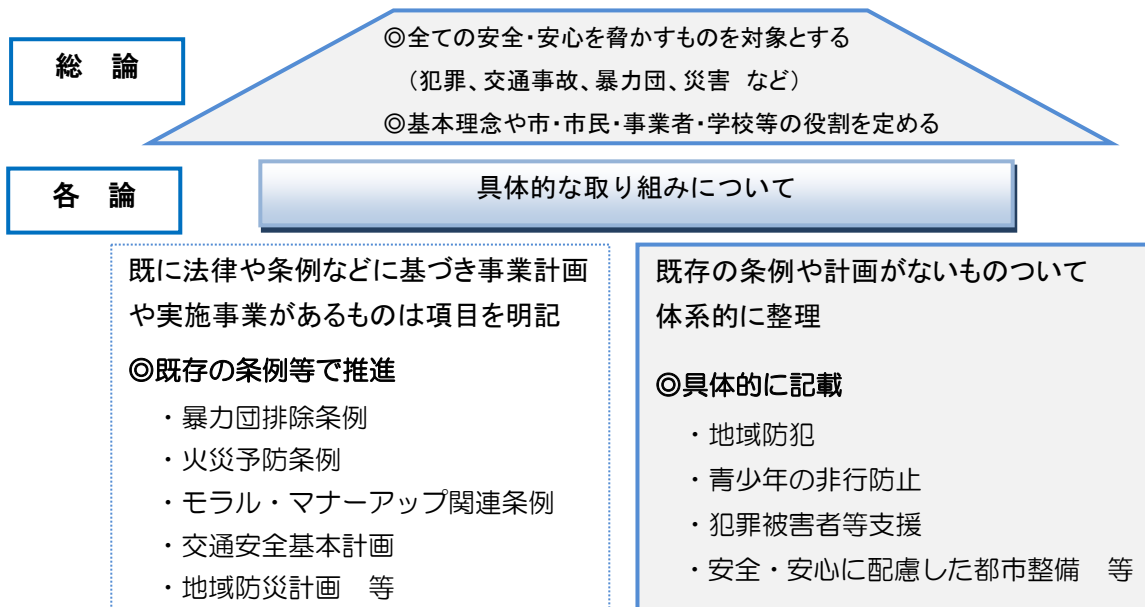 総　論
◎全ての安全・安心を脅かすものを対象とする
（犯罪、交通事故、暴力団、災害　など）
◎基本理念や市・市民・事業者・学校等の役割を定める
各　論
具体的な取り組みについて
既に法律や条例などに基づき事業計画
や実施事業があるものは項目を明記
◎既存の条例等で推進
・暴力団排除条例
・火災予防条例
・モラル・マナーアップ関連条例
・交通安全基本計画
・地域防災計画　等
既存の条例や計画がないものついて
体系的に整理
◎具体的に記載
・地域防犯
・青少年の非行防止
・犯罪被害者等支援
・安全・安心に配慮した都市整備　等